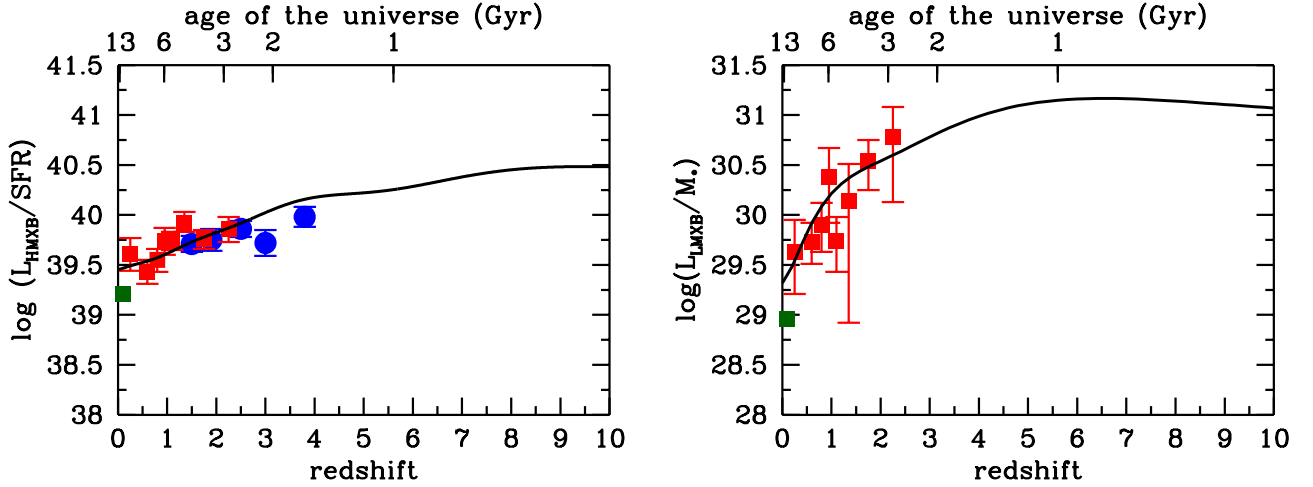 age of the universe (Gyr)
13 6 3 2 1
41.5
41
40.5
40
39.5
39
38.5
38
log (L_HMXB/SFR)
0 1 2 3 4 5 6 7 8 9 10
redshift
age of the universe (Gyr)
13 6 3 2 1
31.5
31
30.5
30
29.5
29
28.5
28
log(L_LMXB/M*)
0 1 2 3 4 5 6 7 8 9 10
redshift